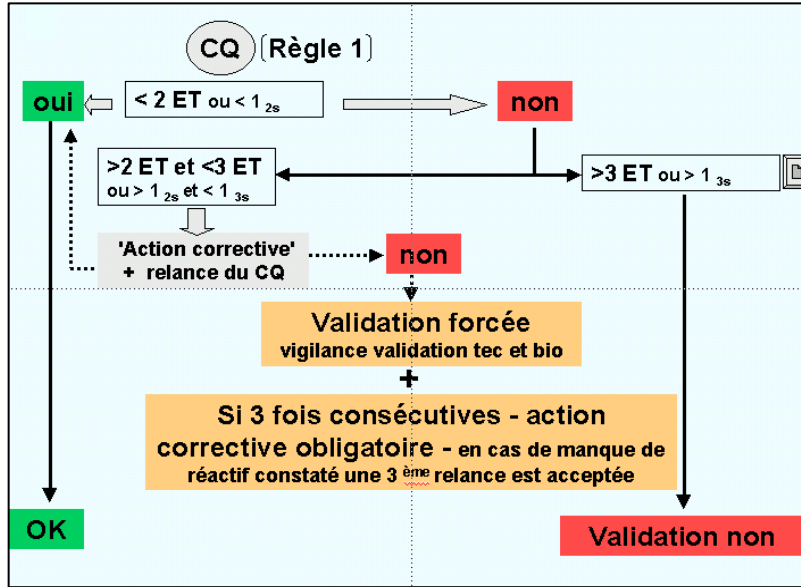 CQ (Règle 1)
oui
< 2 ET ou < 1 2s
non
>2 ET et <3 ET
ou > 1 2s et < 1 3s
>3 ET ou > 1 3s
'Action corrective'
+ relance du CQ
non
Validation forcée
vigilance validation tec et bio
+
Si 3 fois consécutives - action
corrective obligatoire - en cas de manque de
réactif constaté une 3 ème relance est acceptée
OK
Validation non